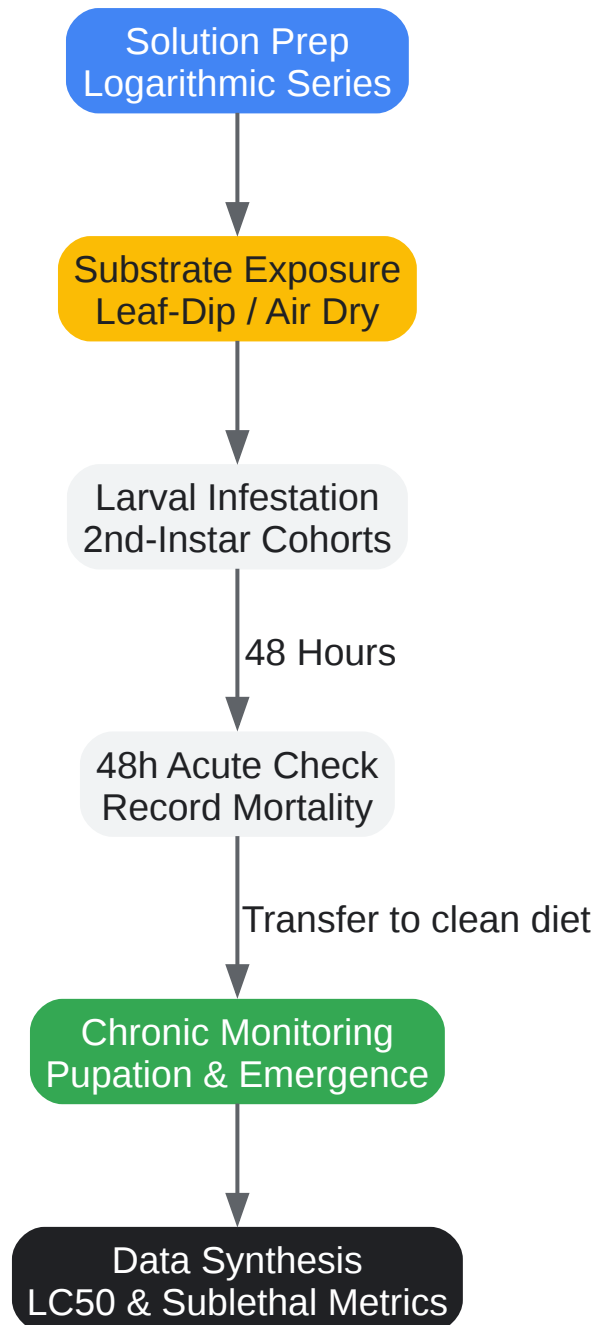 Solution Prep
Logarithmic Series
Substrate Exposure
Leaf-Dip / Air Dry
Larval Infestation
2nd-Instar Cohorts
48 Hours
48h Acute Check
Record Mortality
Transfer to clean diet
Chronic Monitoring
Pupation & Emergence
Data Synthesis
LC50 & Sublethal Metrics